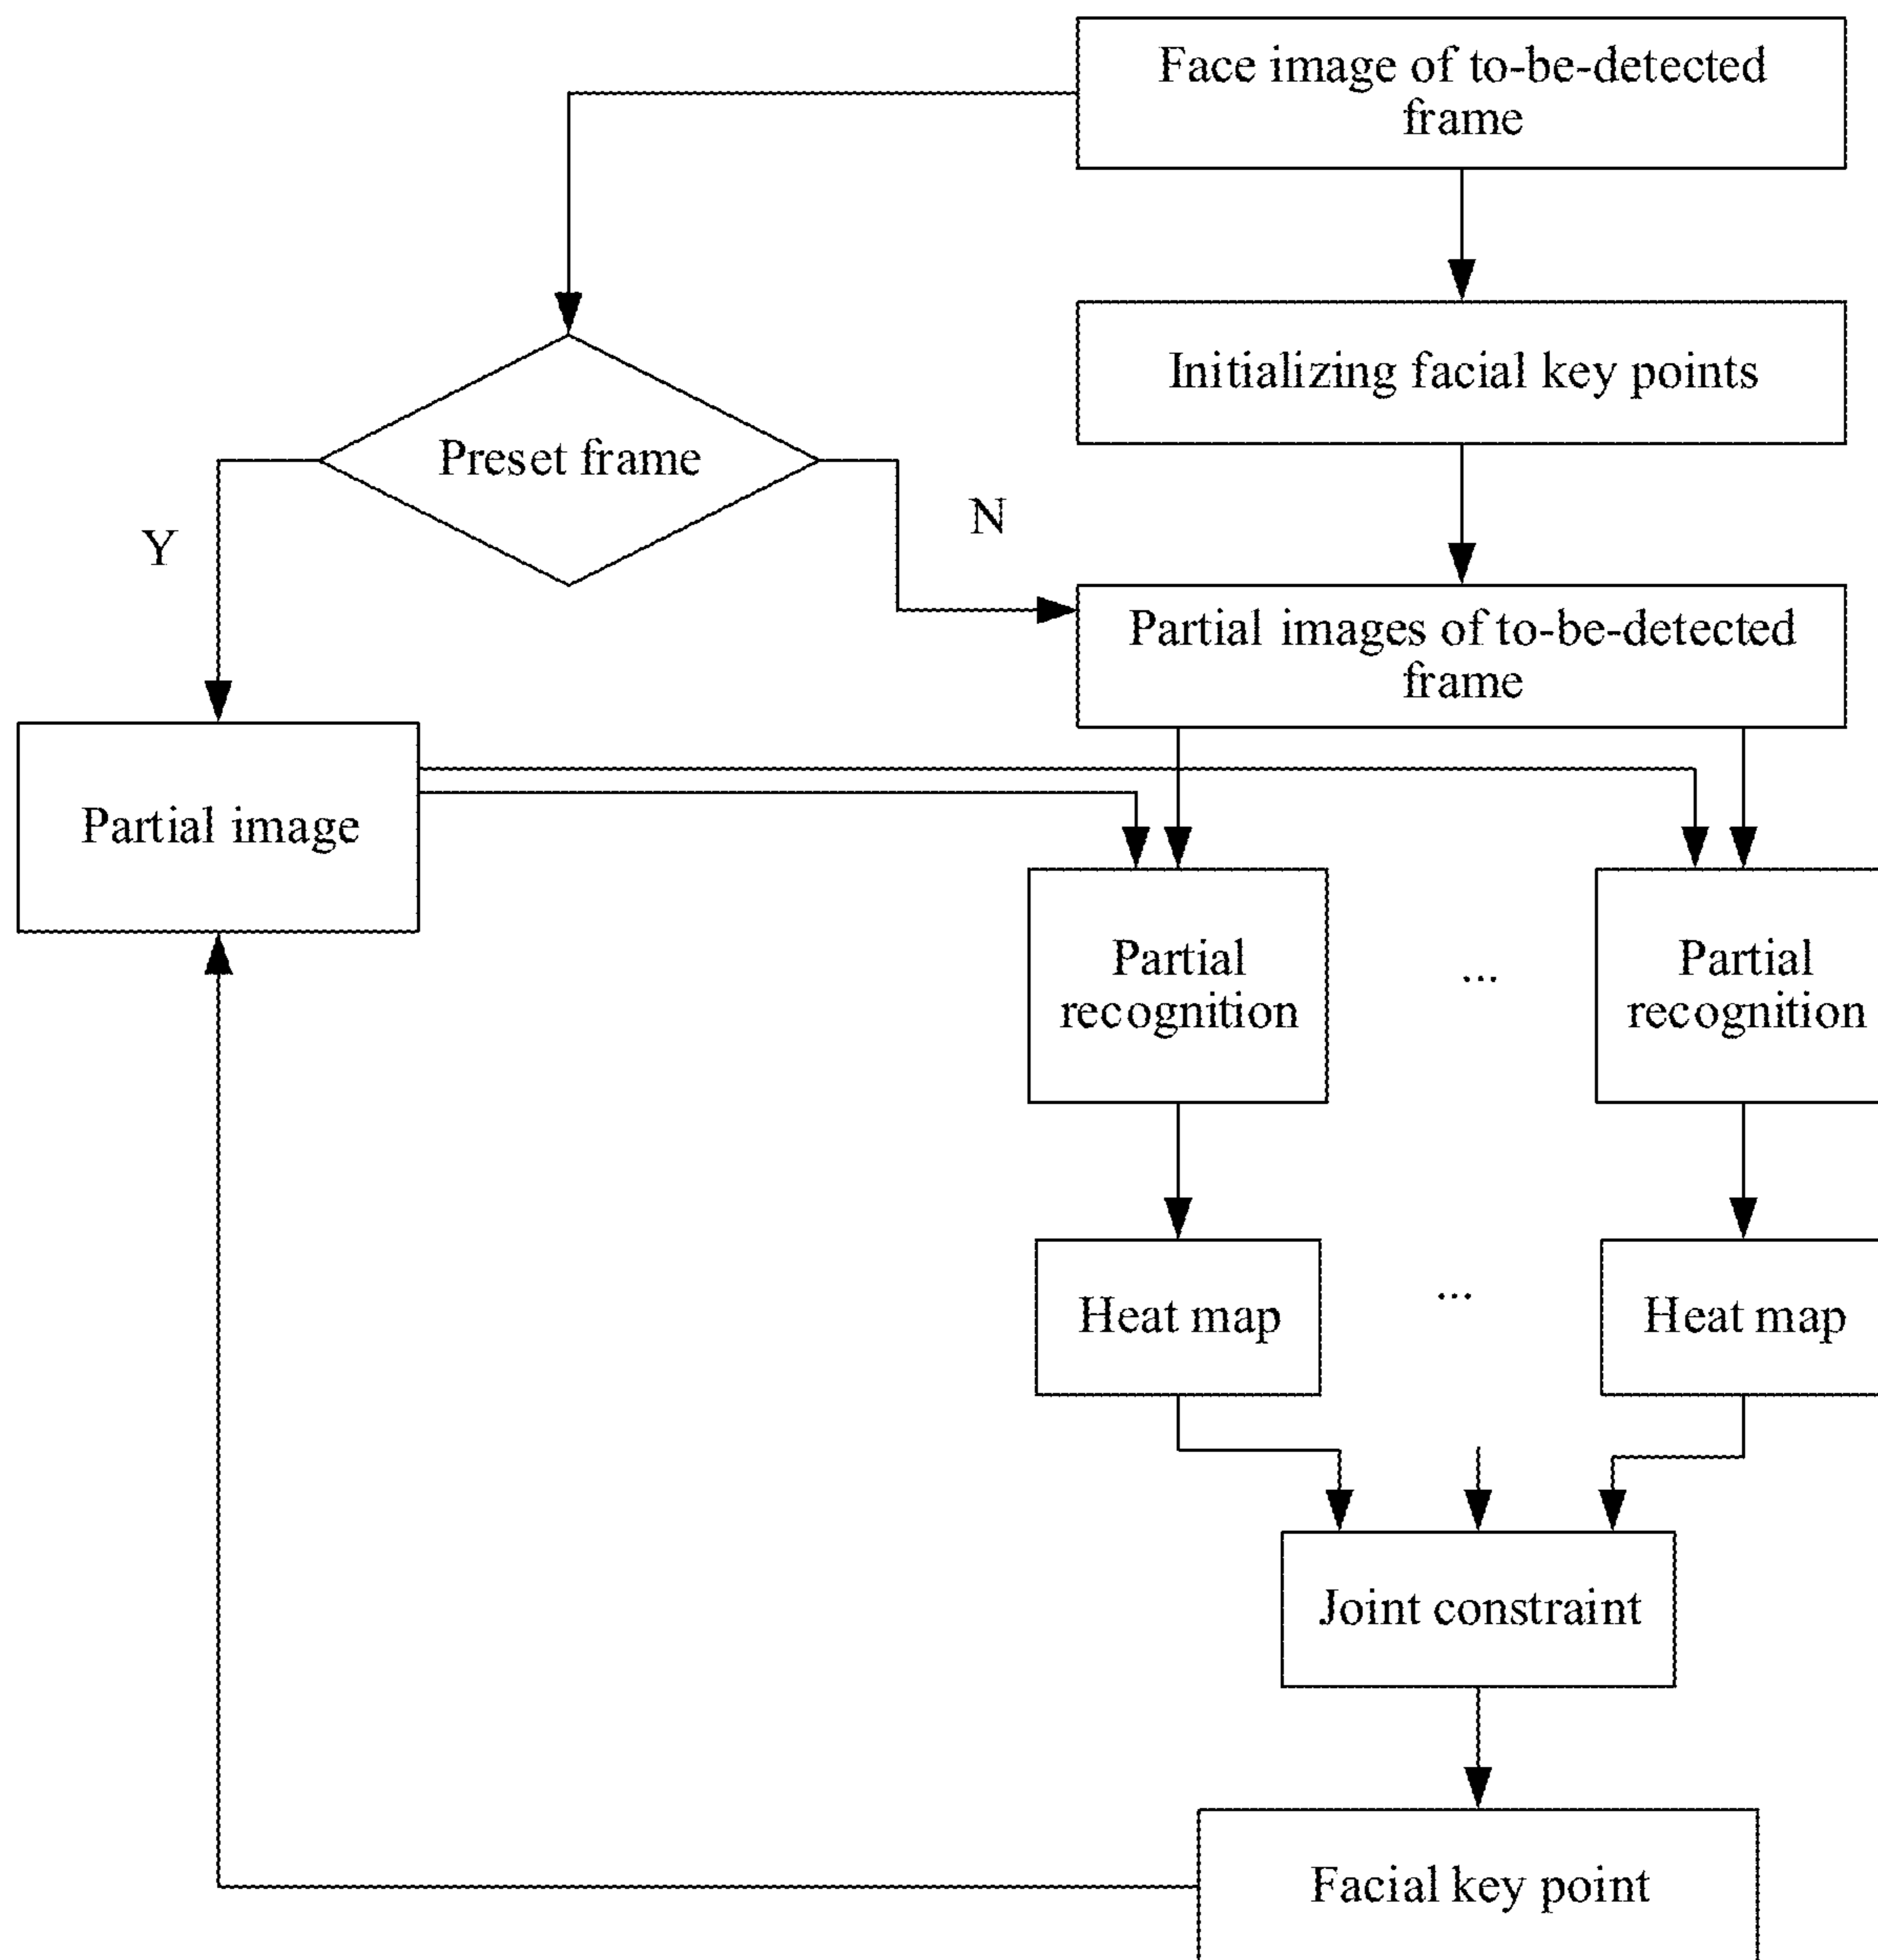 Face image of to-be-detected
frame
Initializing facial key points
Preset frame
Y
N
Partial images of to-be-detected
frame
Partial image
Partial
recognition
...
Partial
recognition
Heat map
...
Heat map
Joint constraint
Facial key point